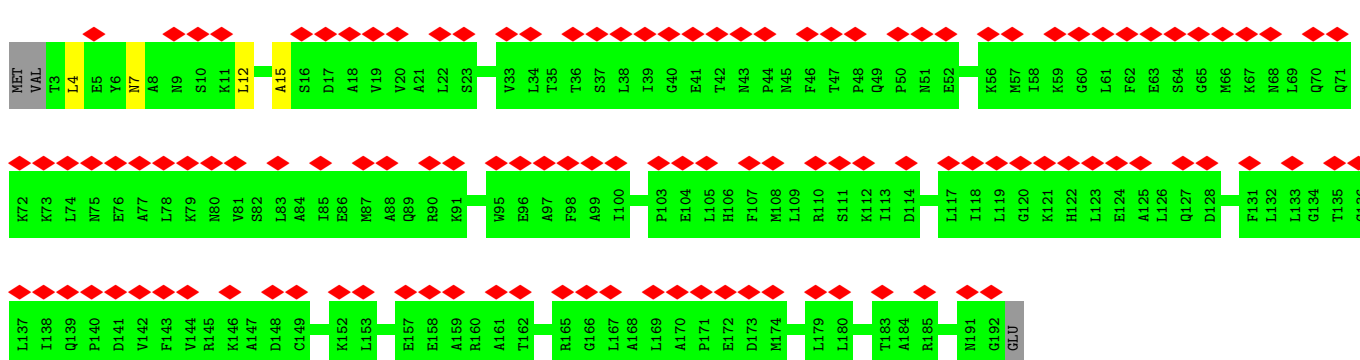 MET VAL T3 L4 E5 Y6 N7 A8 N9 S10 K11 L12 A15 S16 D17 A18 V19 V20 A21 L22 S23 V33 L34 T35 T36 S37 L38 I39 G40 E41 T42 N43 P44 N45 F46 T47 P48 Q49 P50 N51 E52 K56 M57 I58 K59 G60 L61 F62 E63 S64 G65 M66 K67 N68 L69 Q70 Q71
K72 K73 L74 N75 E76 A77 L78 K79 N80 V81 S82 L83 A84 I85 E86 M87 A88 Q89 R90 K91 W95 E96 A97 F98 A99 I100 P103 E104 L105 H106 F107 M108 L109 R110 S111 K112 I113 D114 L117 I118 L119 G120 K121 H122 L123 E124 A125 L126 Q127 D128 F131 L132 L133 G134 T135
L137 I138 Q139 P140 D141 V142 F143 V144 R145 K146 A147 D148 C149 K152 L153 E157 E158 A159 R160 A161 T162 R165 G166 L167 A168 L169 A170 P171 E172 D173 M174 L179 L180 T183 A184 R185 N191 G192 GLU